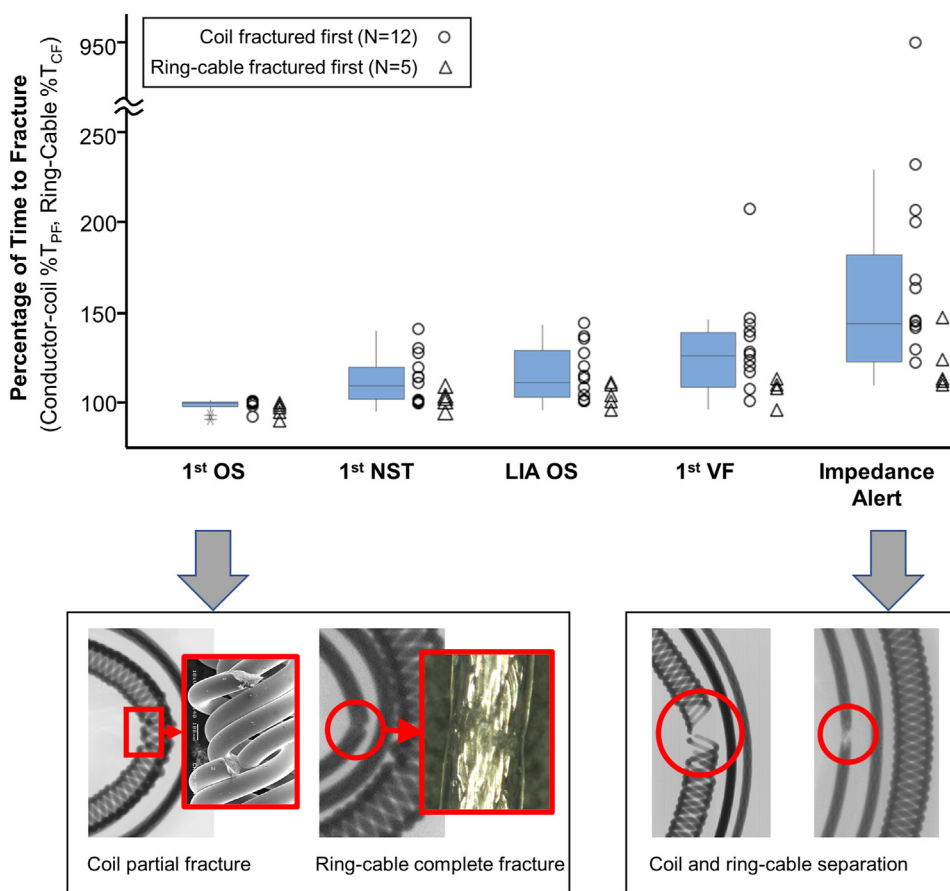 Coil fractured first (N=12)
Ring-cable fractured first (N=5)
Percentage of Time to Fracture
(Conductor-coil %TPF, Ring-Cable %TCF)
950
250
200
150
100
1st OS
1st NST
LIA OS
1st VF
Impedance
Alert
Coil partial fracture
Ring-cable complete fracture
Coil and ring-cable separation